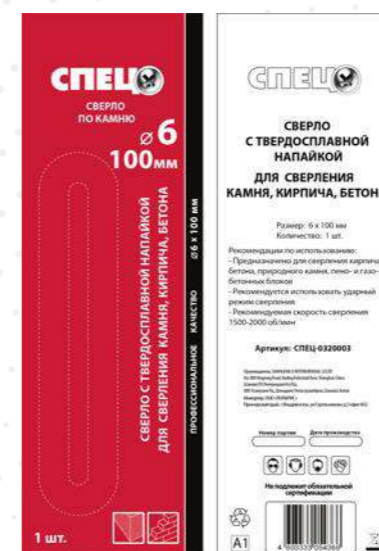 СПЕЦ
СВЕРЛО
ПО КАМНЮ
⌀ 6
100мм
СВЕРЛО С ТВЕРДОСПЛАВНОЙ НАПАЙКОЙ
ДЛЯ СВЕРЛЕНИЯ КАМНЯ, КИРПИЧА, БЕТОНА
ПРОФЕССИОНАЛЬНОЕ КАЧЕСТВО ⌀6 х 100 мм
1 шт.
СПЕЦ
СВЕРЛО
С ТВЕРДОСПЛАВНОЙ
НАПАЙКОЙ
ДЛЯ СВЕРЛЕНИЯ
КАМНЯ, КИРПИЧА, БЕТОН
Размер: 6 х 100 мм
Количество: 1 шт.
Рекомендации по использованию:
- Предназначено для сверления кирпича
бетона, природного камня, пено- и газо-
бетонных блоков
- Рекомендуется использовать ударный
режим сверления
- Рекомендуемая скорость сверления
1500-2000 об/мин
Артикул: СПЕЦ-0320003
Номер партии Дата производства
Не подлежит обязательной
сертификации
A1